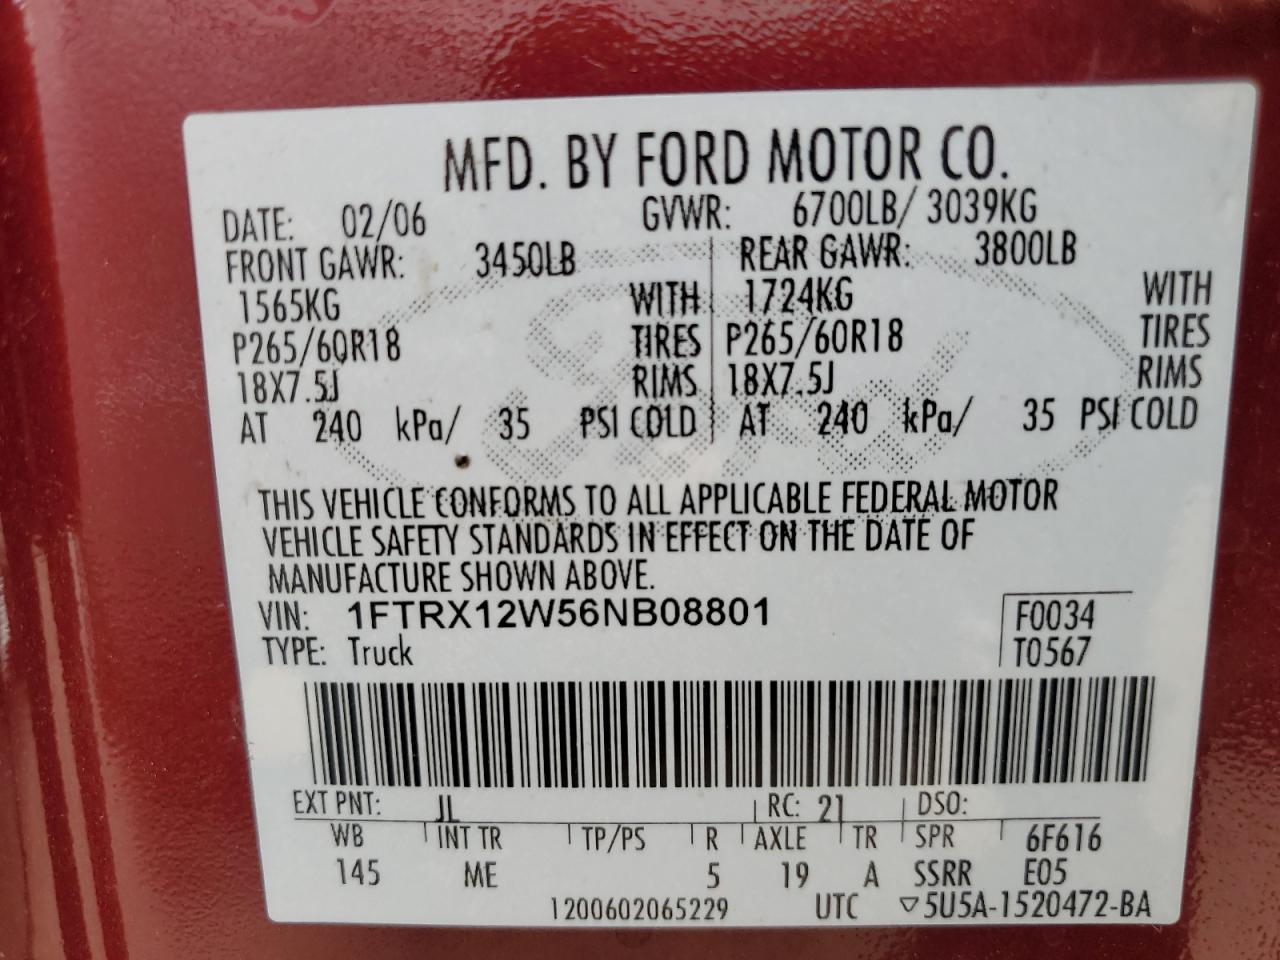 MFD. BY FORD MOTOR CO.
DATE: 02/06 GVWR: 6700LB/ 3039KG
FRONT GAWR: 3450LB REAR GAWR: 3800LB
1565KG WITH 1724KG WITH
P265/60R18 TIRES P265/60R18 TIRES
18X7.5J RIMS 18X7.5J RIMS
AT 240 kPa/ 35 PSI COLD AT 240 kPa/ 35 PSI COLD
THIS VEHICLE CONFORMS TO ALL APPLICABLE FEDERAL MOTOR
VEHICLE SAFETY STANDARDS IN EFFECT ON THE DATE OF
MANUFACTURE SHOWN ABOVE.
VIN: 1FTRX12W56NB08801 F0034
TYPE: Truck T0567
EXT PNT: JL RC: 21 DSO:
WB INT TR TP/PS R AXLE TR SPR 6F616
145 ME 5 19 A SSRR E05
1200602065229 UTC ▽5U5A-1520472-BA